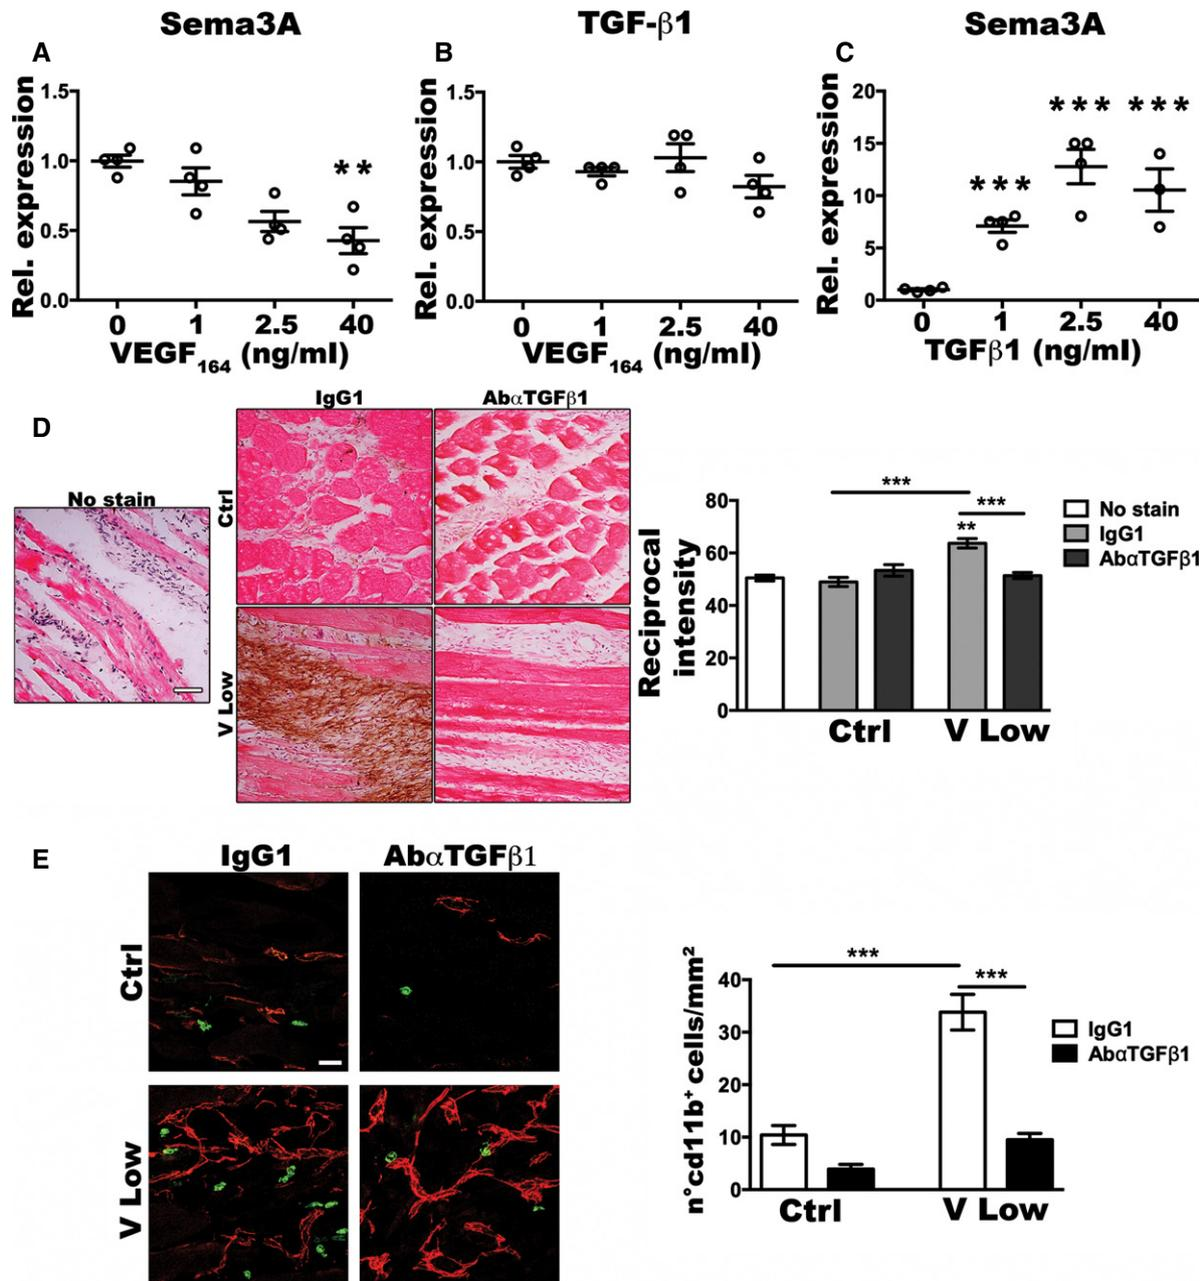 Sema3A
TGF-β1
Sema3A
A
B
C
Rel. expression
1.5
1.0
0.5
0.0
**
0 1 2.5 40
VEGF164 (ng/ml)
Rel. expression
1.5
1.0
0.5
0.0
0 1 2.5 40
VEGF164 (ng/ml)
Rel. expression
20
15
10
5
0
***
***
***
0 1 2.5 40
TGFβ1 (ng/ml)
D
No stain
IgG1
AbαTGFβ1
Ctrl
V Low
Reciprocal
intensity
80
60
40
20
0
***
***
**
Ctrl
V Low
No stain
IgG1
AbαTGFβ1
E
IgG1
AbαTGFβ1
Ctrl
V Low
n°cd11b+ cells/mm²
40
30
20
10
0
***
***
Ctrl
V Low
IgG1
AbαTGFβ1